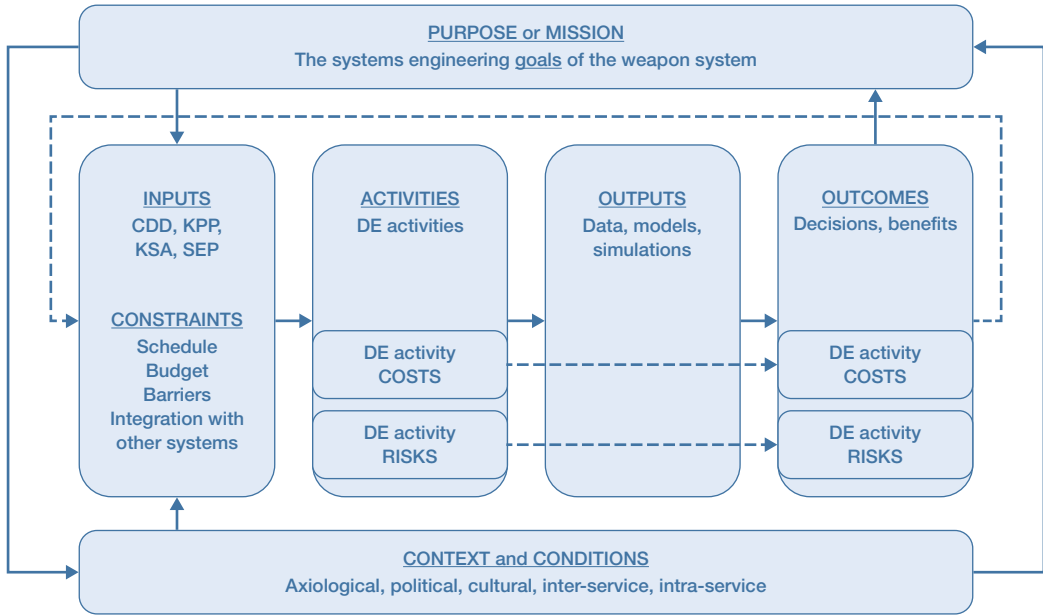 PURPOSE or MISSION
The systems engineering goals of the weapon system
INPUTS
CDD, KPP,
KSA, SEP
CONSTRAINTS
Schedule
Budget
Barriers
Integration with
other systems
ACTIVITIES
DE activities
DE activity
COSTS
DE activity
RISKS
OUTPUTS
Data, models,
simulations
OUTCOMES
Decisions, benefits
DE activity
COSTS
DE activity
RISKS
CONTEXT and CONDITIONS
Axiological, political, cultural, inter-service, intra-service